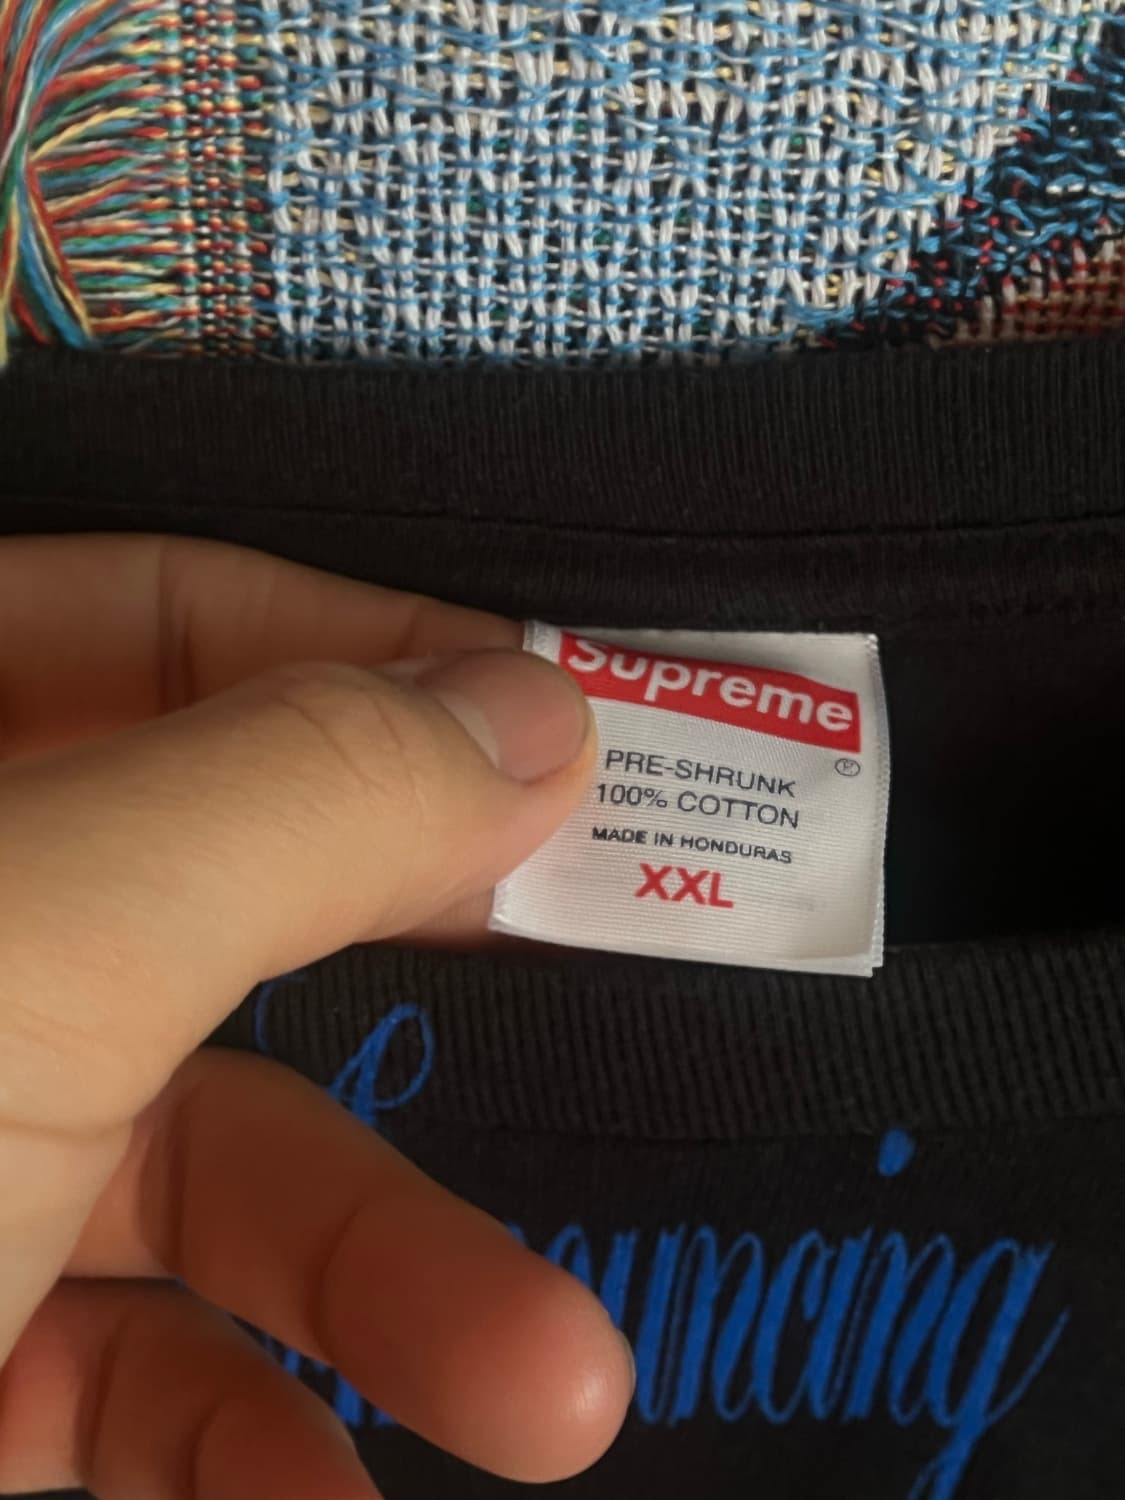 Supreme
®
PRE-SHRUNK
100% COTTON
MADE IN HONDURAS
XXL